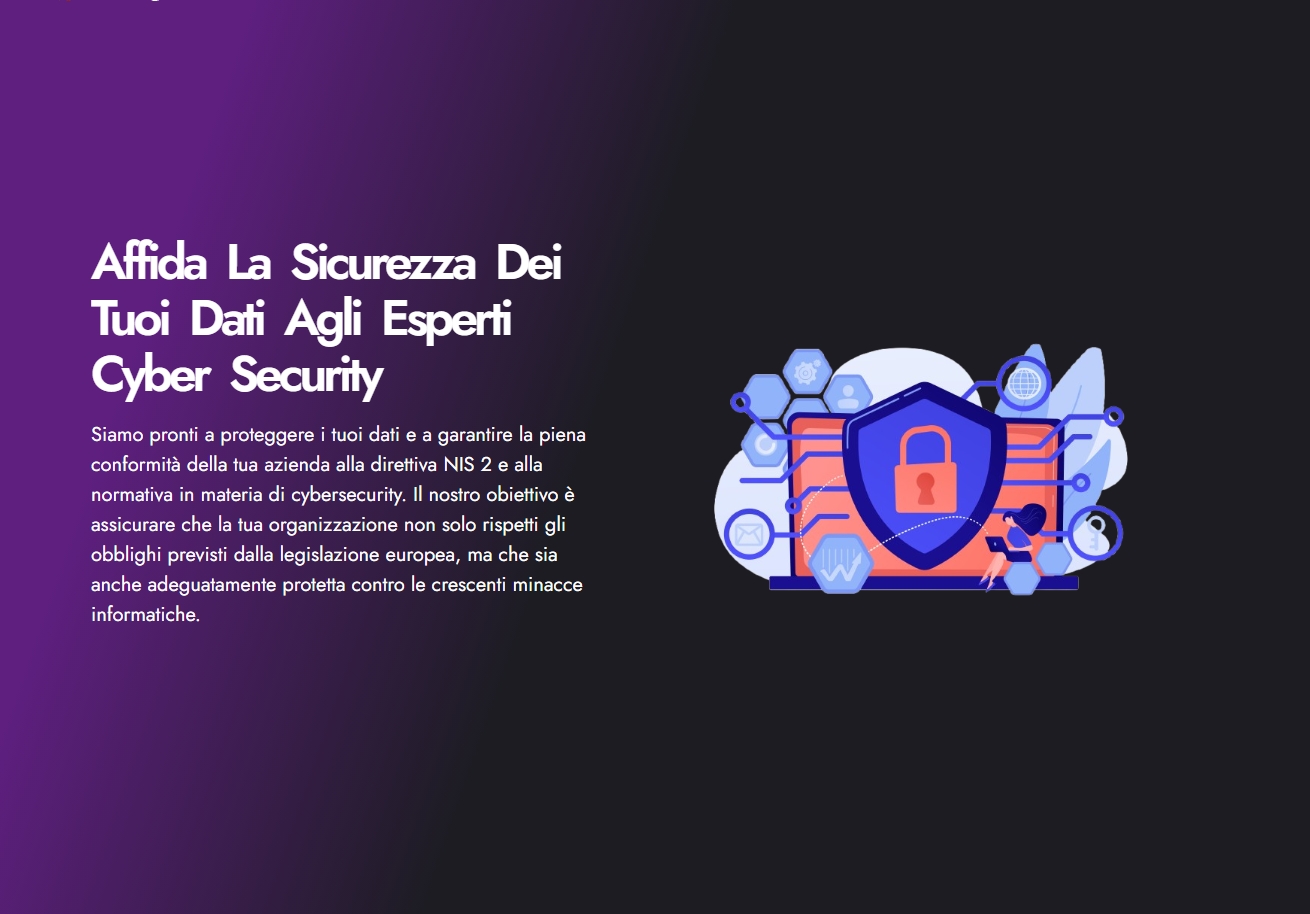 Affida La Sicurezza Dei
Tuoi Dati Agli Esperti
Cyber Security
Siamo pronti a proteggere i tuoi dati e a garantire la piena
conformità della tua azienda alla direttiva NIS 2 e alla
normativa in materia di cybersecurity. Il nostro obiettivo è
assicurare che la tua organizzazione non solo rispetti gli
obblighi previsti dalla legislazione europea, ma che sia
anche adeguatamente protetta contro le crescenti minacce
informatiche.